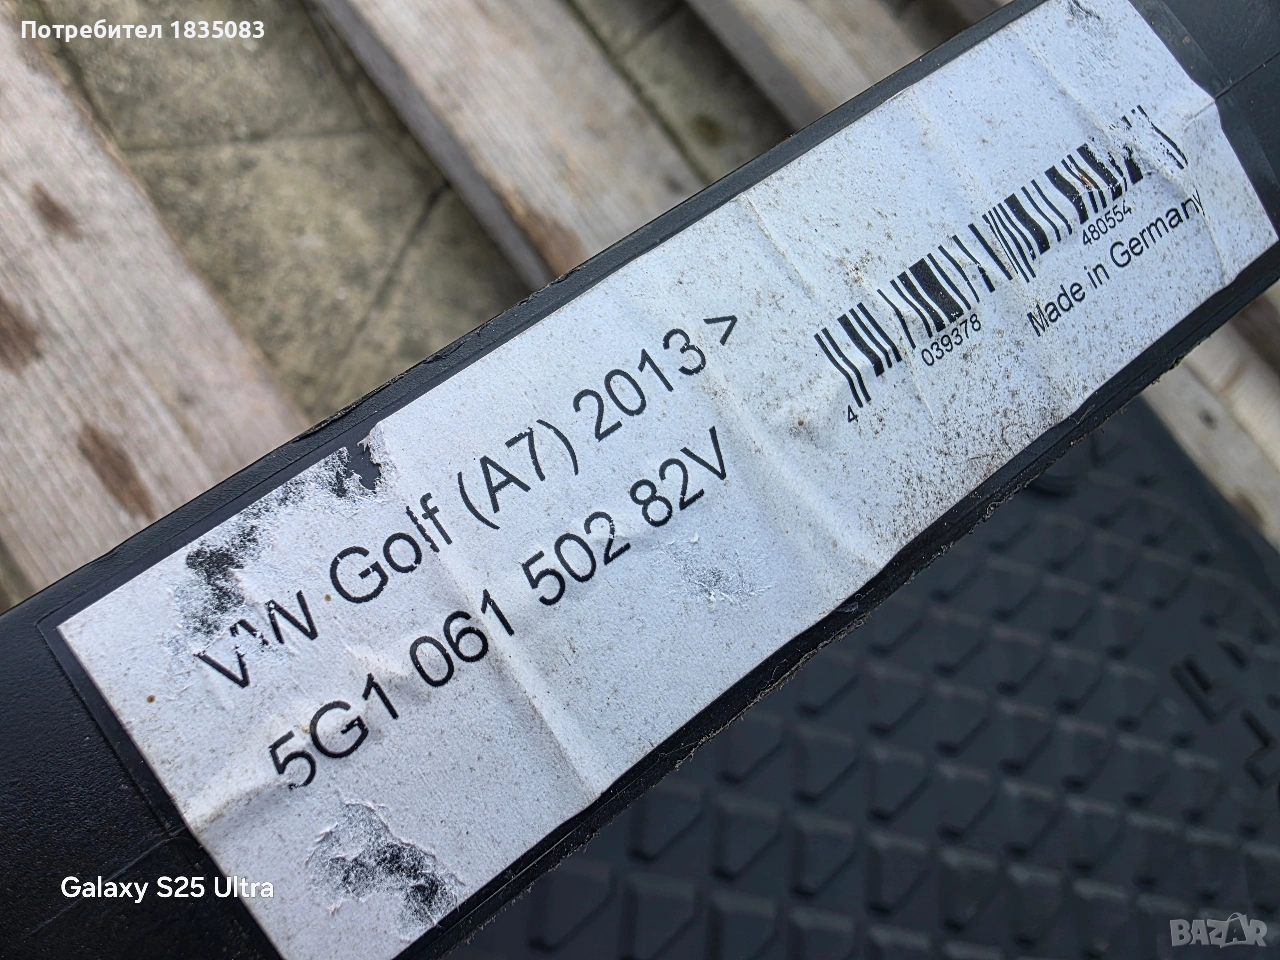 Потребител 1835083
VW Golf (A7) 2013 >
5G1 061 502 82V
4 039378 480554
Made in Germany
Galaxy S25 Ultra
BAZAR